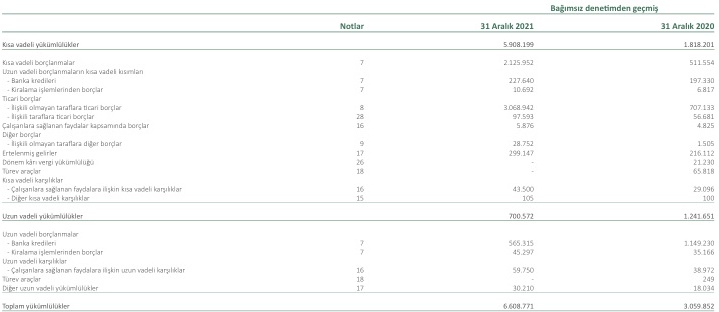 Bağımsız denetimden geçmiş
Notlar 31 Aralık 2021 31 Aralık 2020
Kısa vadeli yükümlülükler 5.908.199 1.818.201
Kısa vadeli borçlanmalar 7 2.125.952 511.554
Uzun vadeli borçlanmaların kısa vadeli kısımları
- Banka kredileri 7 227.640 197.330
- Kiralama işlemlerinden borçlar 7 10.692 6.817
Ticari borçlar
- İlişkili olmayan taraflara ticari borçlar 8 3.068.942 707.133
- İlişkili taraflara ticari borçlar 28 97.593 56.681
Çalışanlara sağlanan faydalar kapsamında borçlar 16 5.876 4.825
Diğer borçlar
- İlişkili olmayan taraflara diğer borçlar 9 28.752 1.505
Ertelenmiş gelirler 17 299.147 216.112
Dönem kârı vergi yükümlülüğü 26 - 21.230
Türev araçlar 18 - 65.818
Kısa vadeli karşılıklar
- Çalışanlara sağlanan faydalara ilişkin kısa vadeli karşılıklar 16 43.500 29.096
- Diğer kısa vadeli karşılıklar 15 105 100
Uzun vadeli yükümlülükler 700.572 1.241.651
Uzun vadeli borçlanmalar
- Banka kredileri 7 565.315 1.149.230
- Kiralama işlemlerinden borçlar 7 45.297 35.166
Uzun vadeli karşılıklar
- Çalışanlara sağlanan faydalara ilişkin uzun vadeli karşılıklar 16 59.750 38.972
Türev araçlar 18 - 249
Diğer uzun vadeli yükümlülükler 17 30.210 18.034
Toplam yükümlülükler 6.608.771 3.059.852